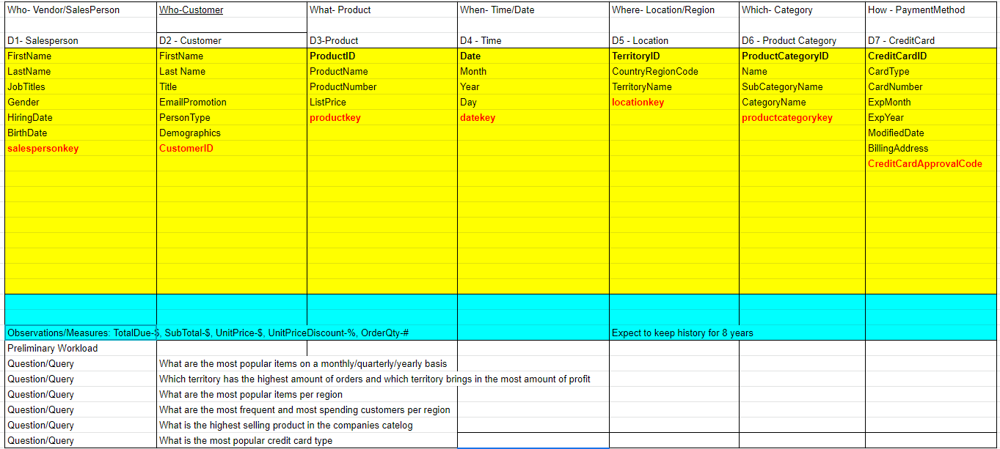 Who- Vendor/SalesPerson Who-Customer What- Product When- Time/Date Where- Location/Region Which- Category How - PaymentMethod
D1- Salesperson D2 - Customer D3-Product D4 - Time D5 - Location D6 - Product Category D7 - CreditCard
FirstName FirstName ProductID Date TerritoryID ProductCategoryID CreditCardID
LastName Last Name ProductName Month CountryRegionCode Name CardType
JobTitles Title ProductNumber Year TerritoryName SubCategoryName CardNumber
Gender EmailPromotion ListPrice Day locationkey CategoryName ExpMonth
HiringDate PersonType productkey datekey productcategorykey ExpYear
BirthDate Demographics ModifiedDate
salespersonkey CustomerID BillingAddress
CreditCardApprovalCode
Observations/Measures: TotalDue-$, SubTotal-$, UnitPrice-$, UnitPriceDiscount-%, OrderQty-# Expect to keep history for 8 years
Preliminary Workload
Question/Query What are the most popular items on a monthly/quarterly/yearly basis
Question/Query Which territory has the highest amount of orders and which territory brings in the most amount of profit
Question/Query What are the most popular items per region
Question/Query What are the most frequent and most spending customers per region
Question/Query What is the highest selling product in the companies catelog
Question/Query What is the most popular credit card type